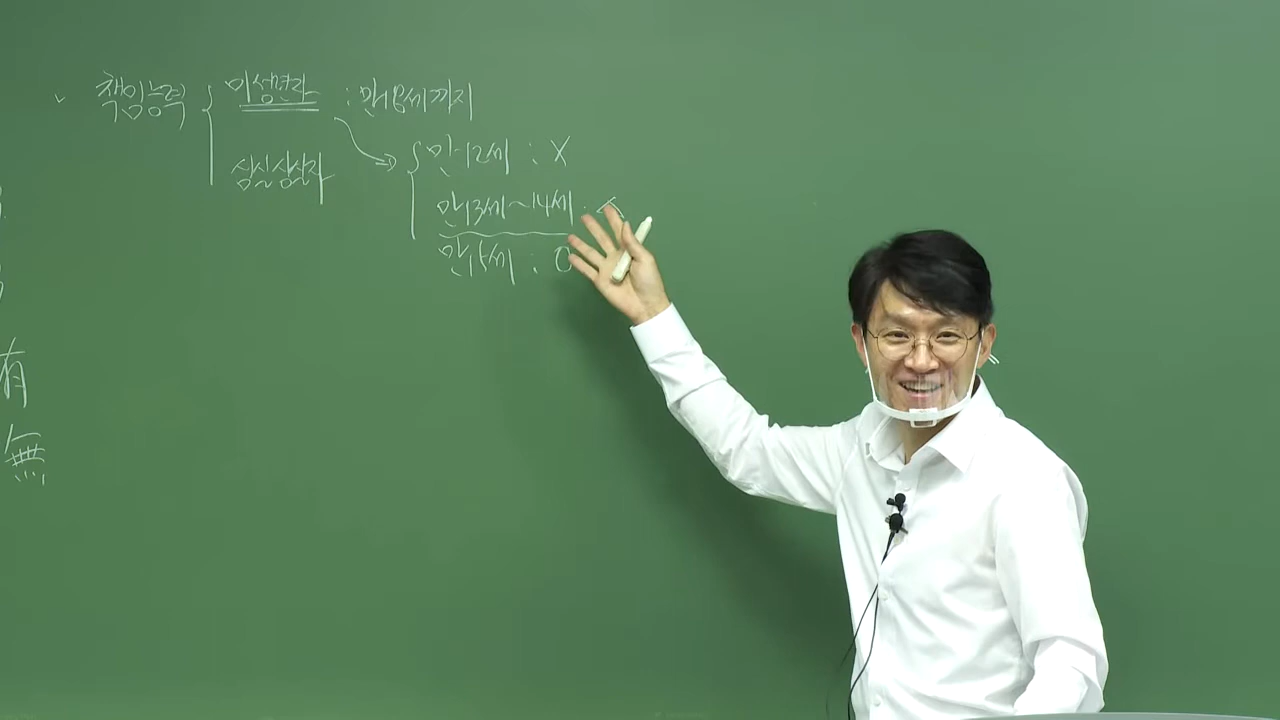 책임능력 { 미성년자 : 만18세까지
심신상실자
만12세 : X
만13세~14세 : △
만15세 : O
有
無